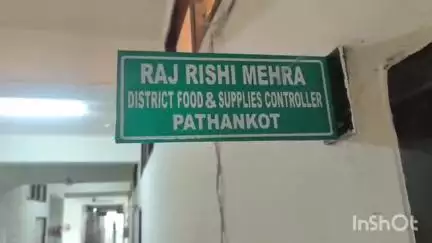 RAJ RISHI MEHRA
DISTRICT FOOD & SUPPLIES CONTROLLER
PATHANKOT
InShOt